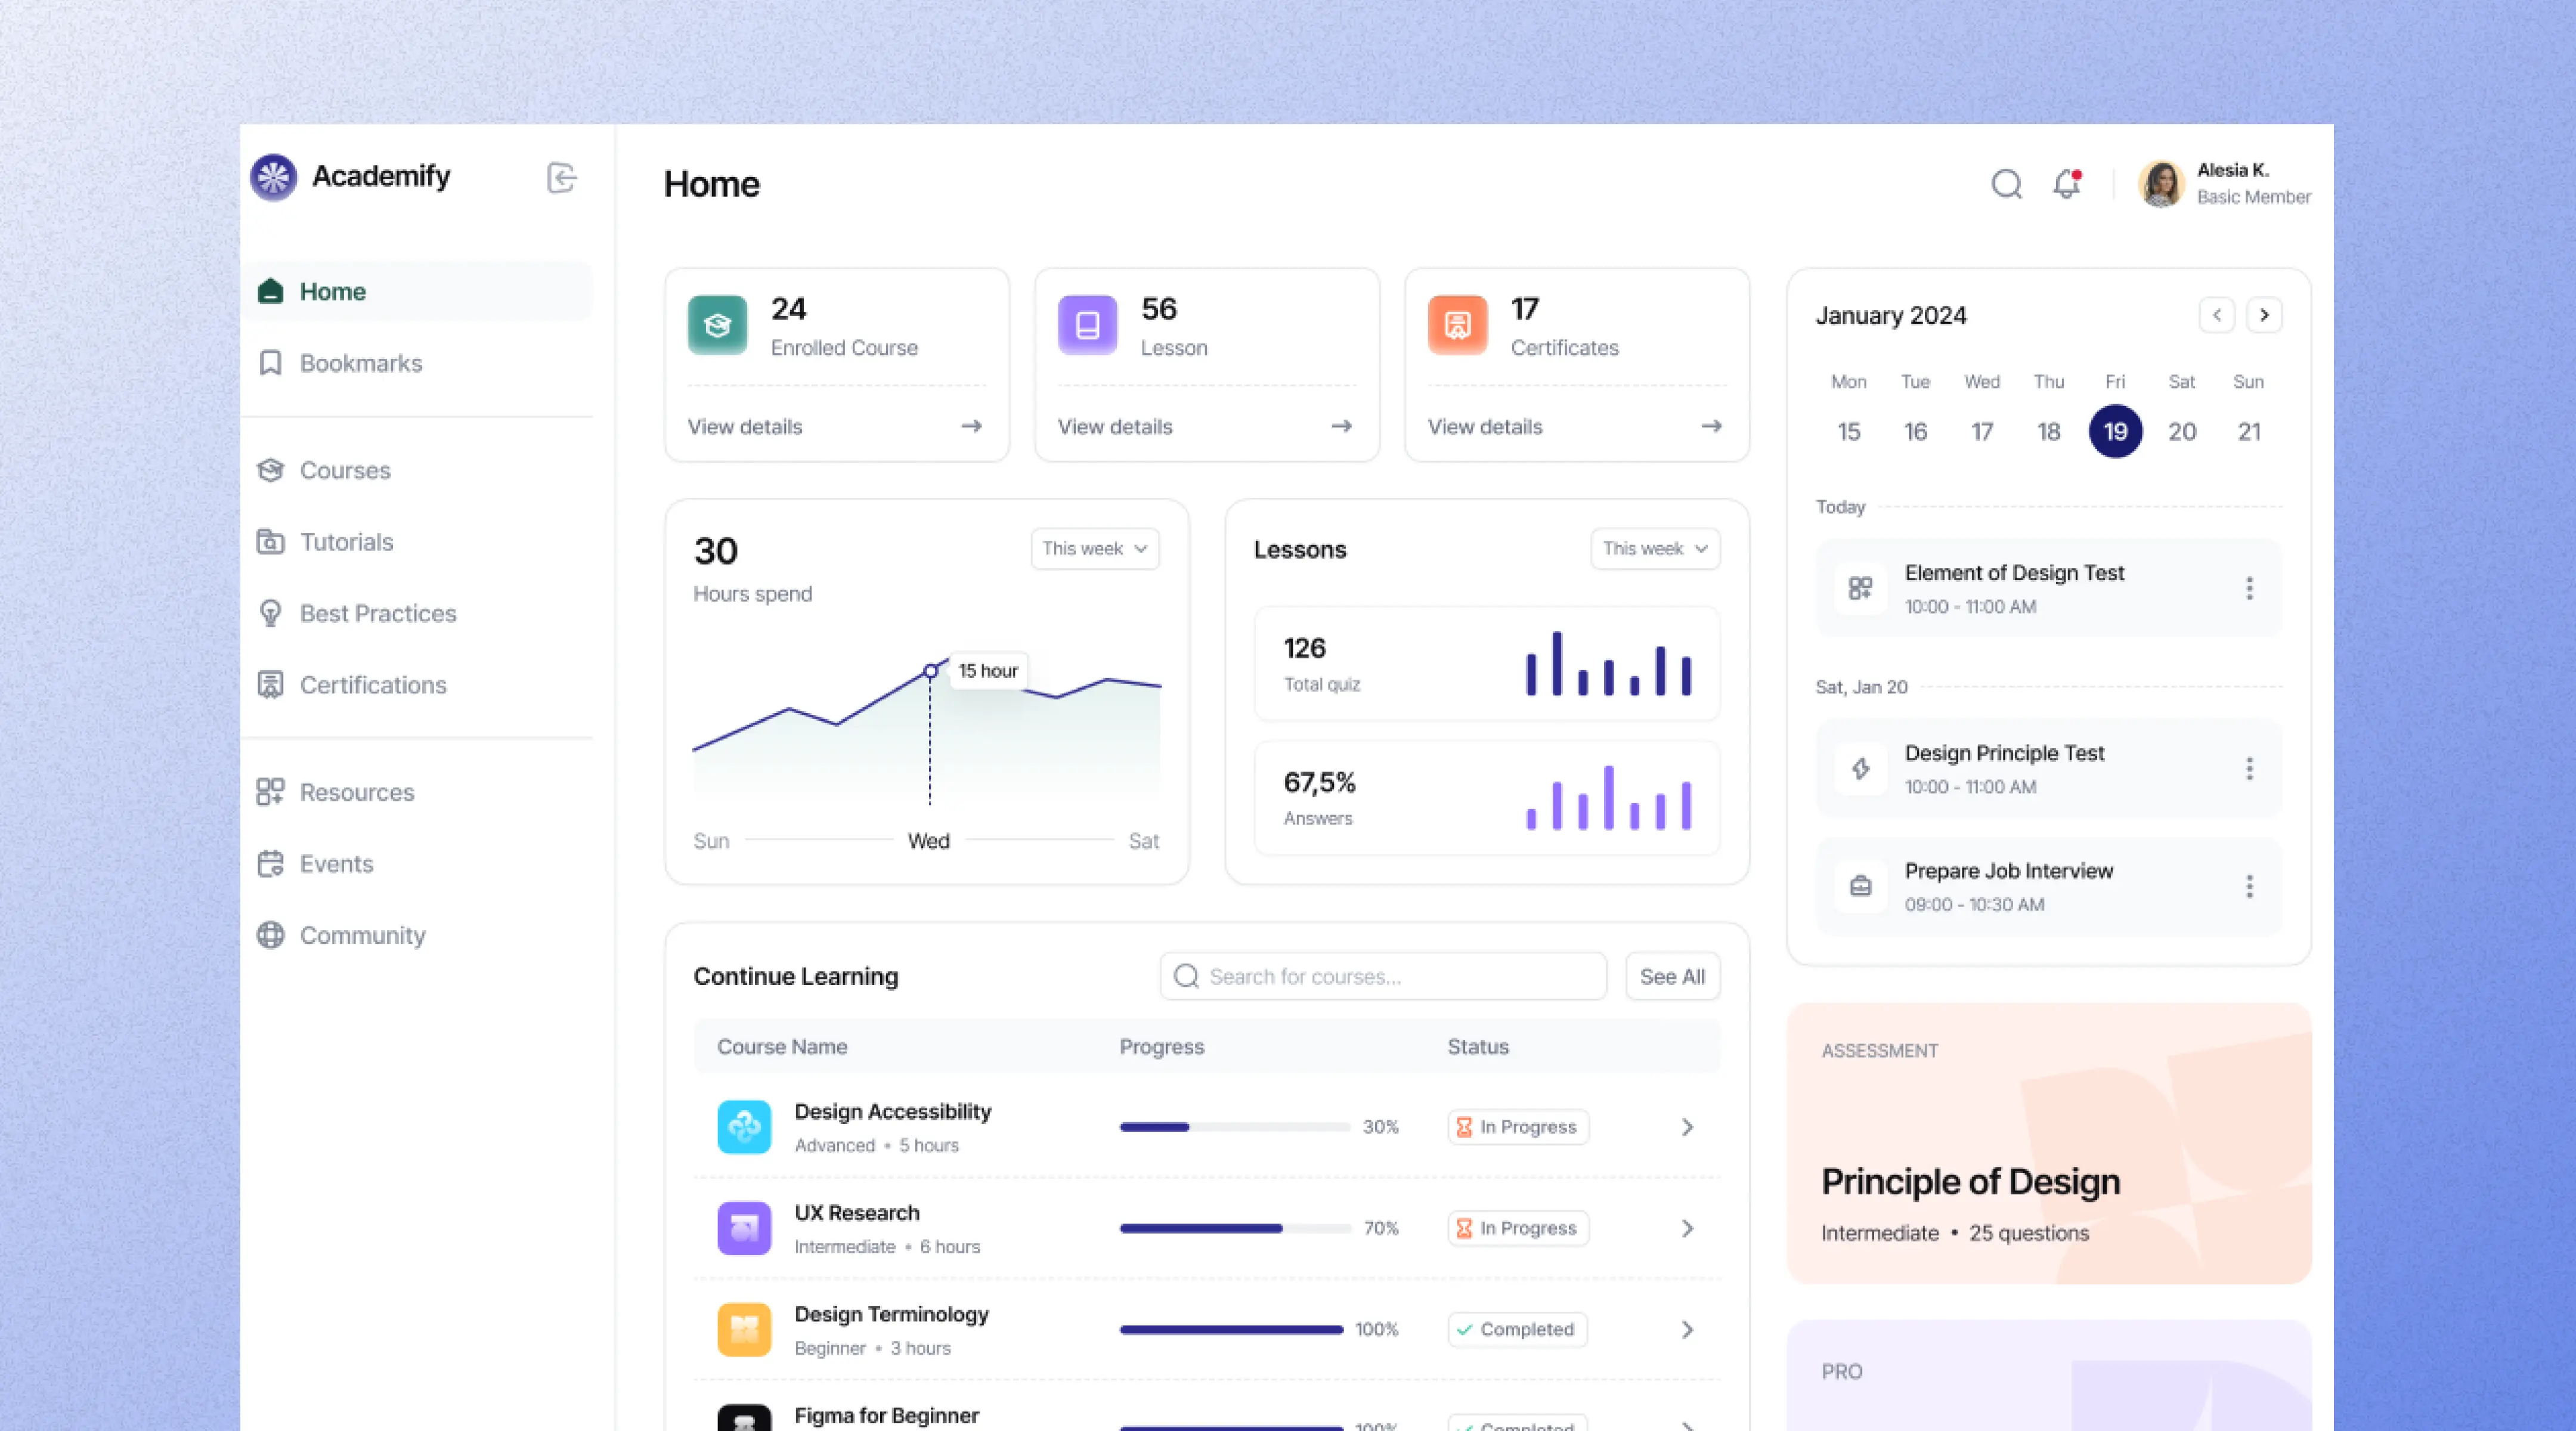 Academify
Home
Bookmarks
Courses
Tutorials
Best Practices
Certifications
Resources
Events
Community
Home
Alesia K.
Basic Member
24
Enrolled Course
View details
56
Lesson
View details
17
Certificates
View details
30
Hours spend
This week
15 hour
Sun
Wed
Sat
Lessons
This week
126
Total quiz
67,5%
Answers
Continue Learning
Search for courses...
See All
Course Name Progress Status
Design Accessibility
Advanced • 5 hours
30%
In Progress
UX Research
Intermediate • 6 hours
70%
In Progress
Design Terminology
Beginner • 3 hours
100%
Completed
Figma for Beginner
100%
Completed
January 2024
Mon Tue Wed Thu Fri Sat Sun
15 16 17 18 19 20 21
Today
Element of Design Test
10:00 - 11:00 AM
Sat, Jan 20
Design Principle Test
10:00 - 11:00 AM
Prepare Job Interview
09:00 - 10:30 AM
ASSESSMENT
Principle of Design
Intermediate • 25 questions
PRO